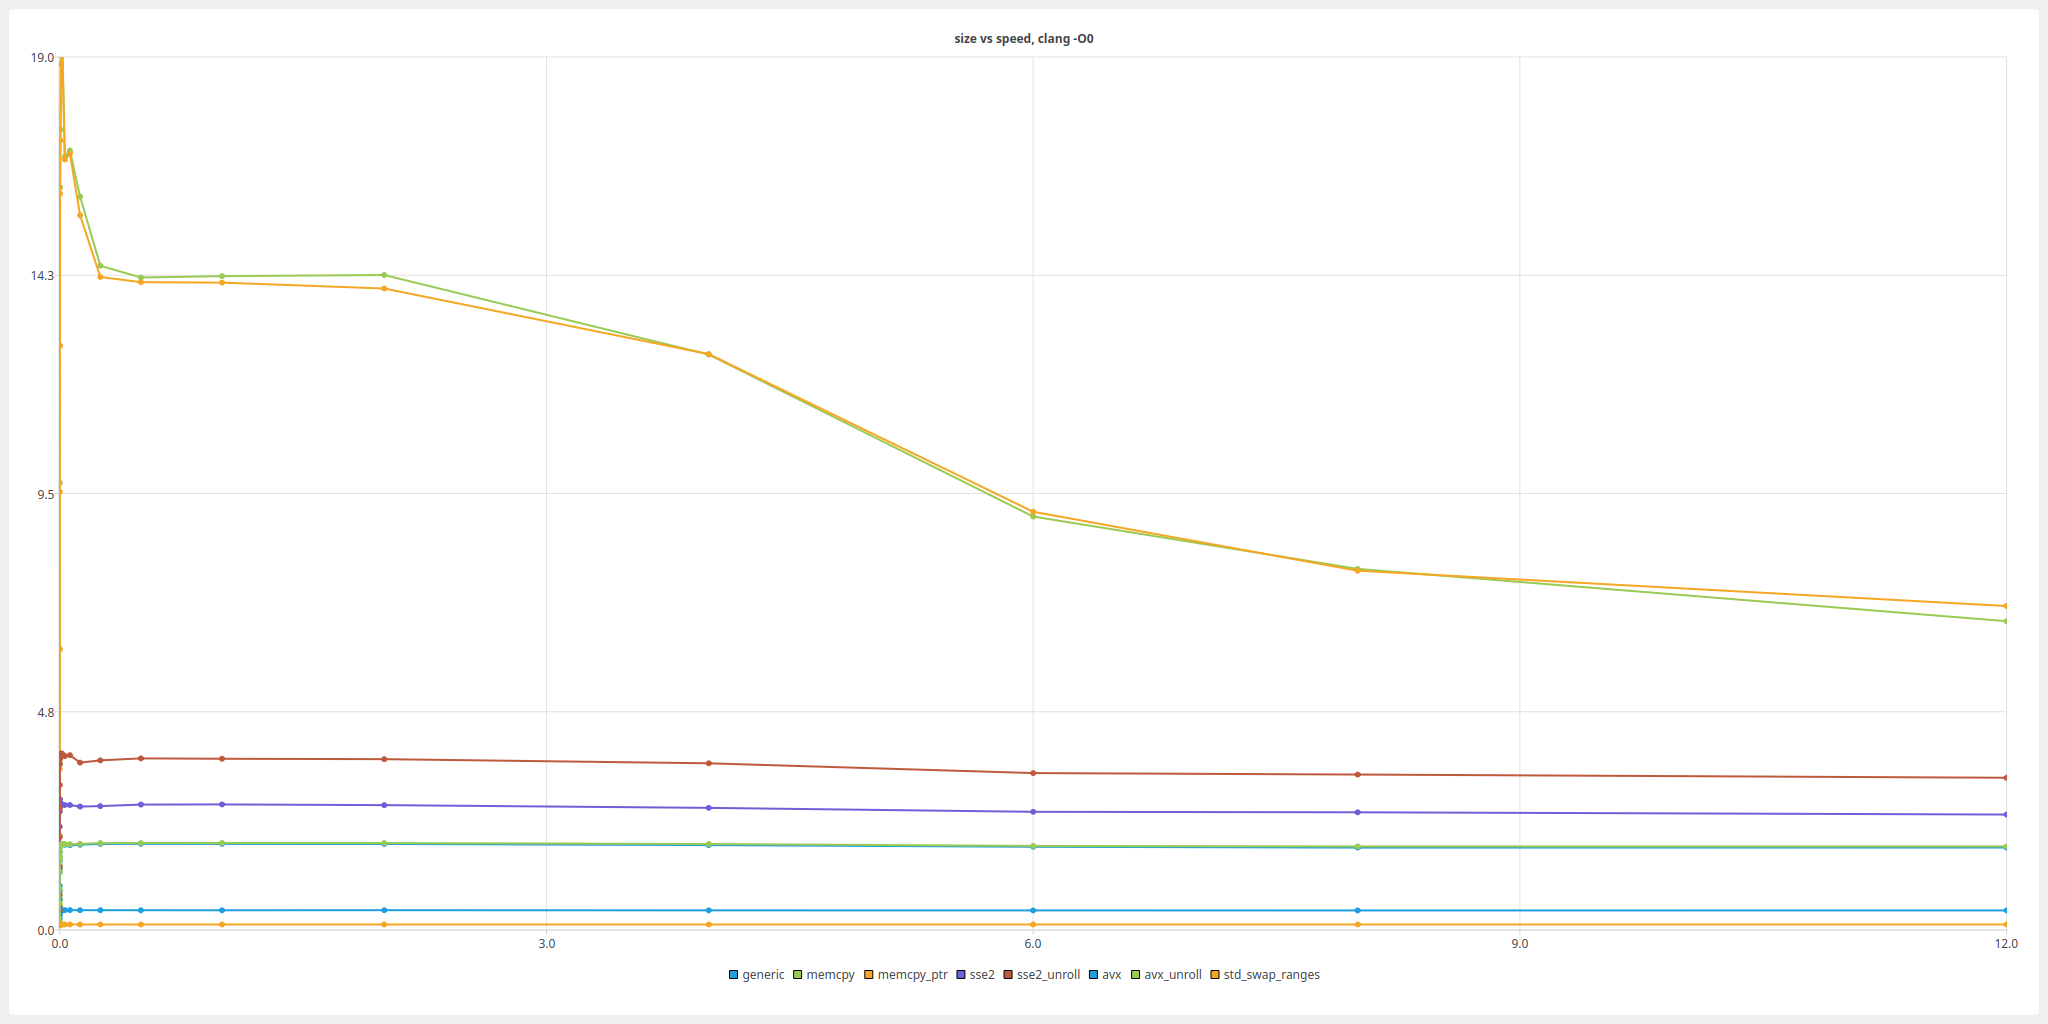 size vs speed, clang -O0
19.0
14.3
9.5
4.8
0.0
0.0 3.0 6.0 9.0 12.0
generic memcpy memcpy_ptr sse2 sse2_unroll avx avx_unroll std_swap_ranges